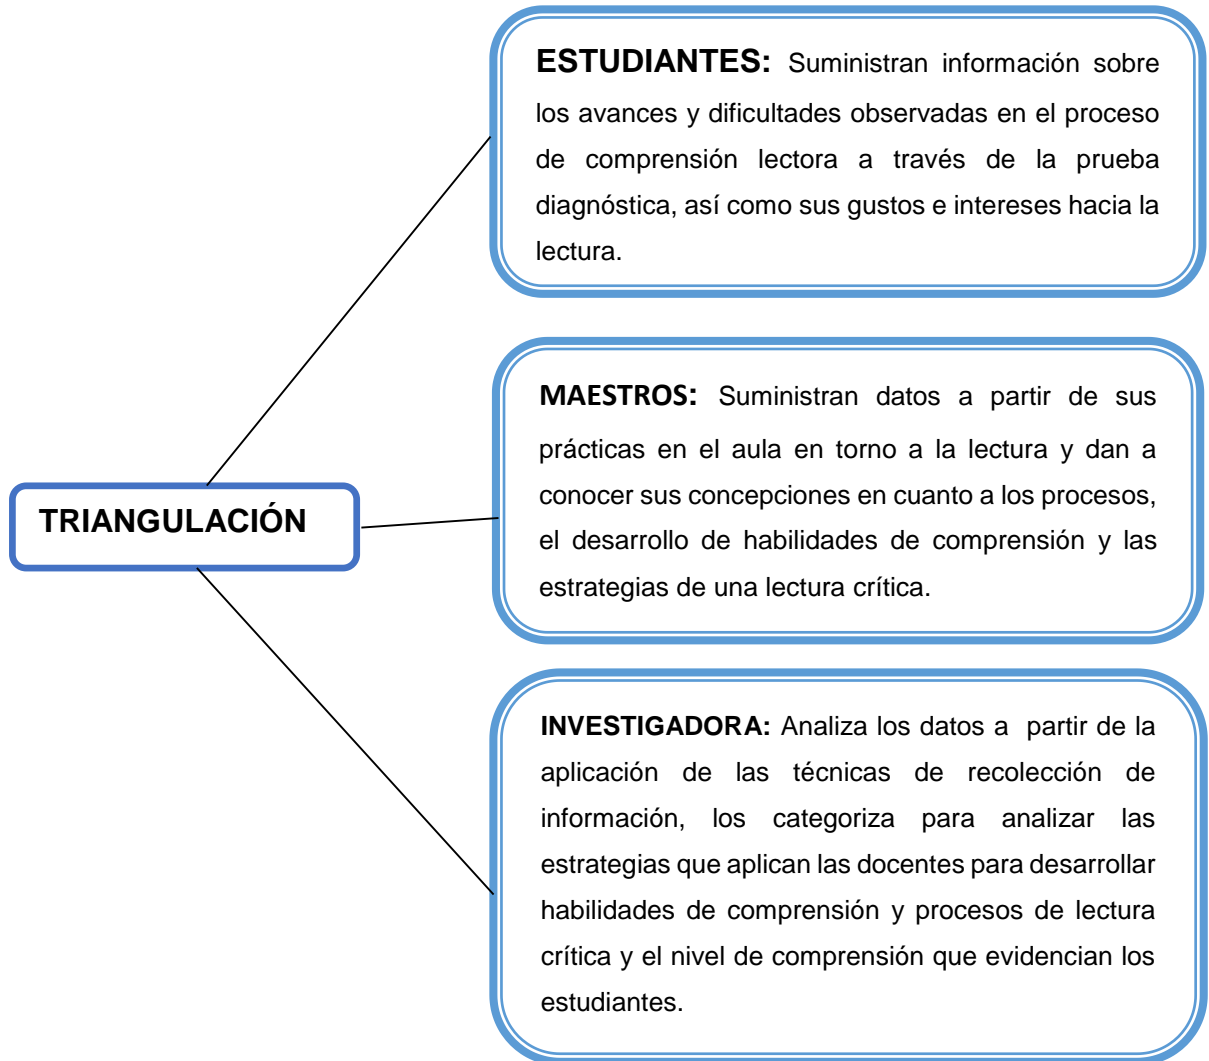 ESTUDIANTES: Suministran información sobre
los avances y dificultades observadas en el proceso
de comprensión lectora a través de la prueba
diagnóstica, así como sus gustos e intereses hacia la
lectura.
MAESTROS: Suministran datos a partir de sus
prácticas en el aula en torno a la lectura y dan a
conocer sus concepciones en cuanto a los procesos,
el desarrollo de habilidades de comprensión y las
estrategias de una lectura crítica.
TRIANGULACIÓN
INVESTIGADORA: Analiza los datos a partir de la
aplicación de las técnicas de recolección de
información, los categoriza para analizar las
estrategias que aplican las docentes para desarrollar
habilidades de comprensión y procesos de lectura
crítica y el nivel de comprensión que evidencian los
estudiantes.